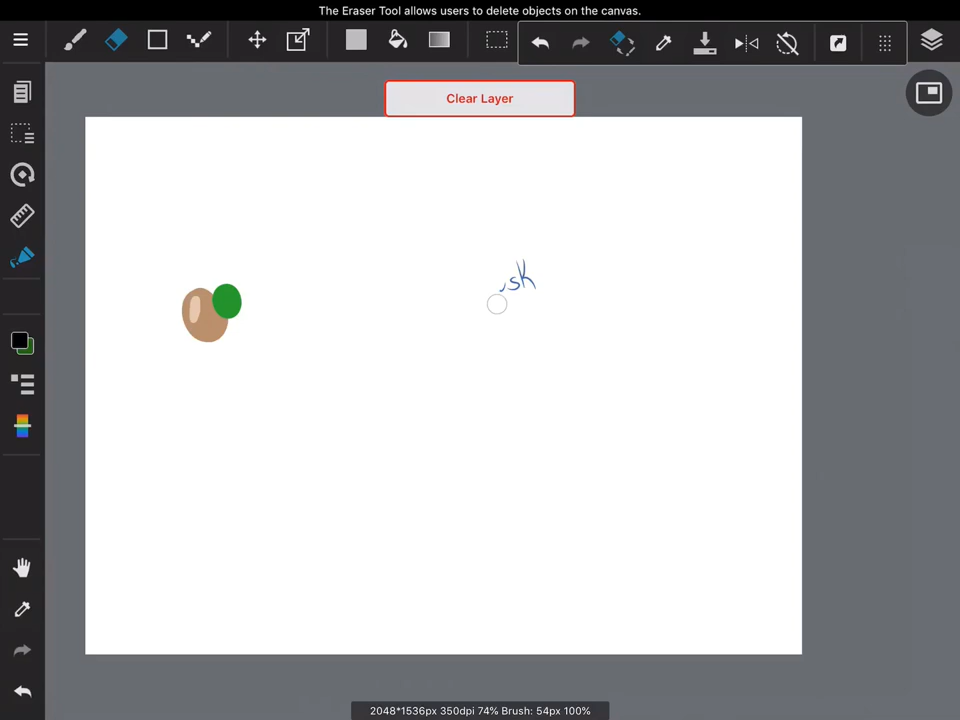 The Eraser Tool allows users to delete objects on the canvas.
Clear Layer
sk
2048*1536px 350dpi 74% Brush: 54px 100%